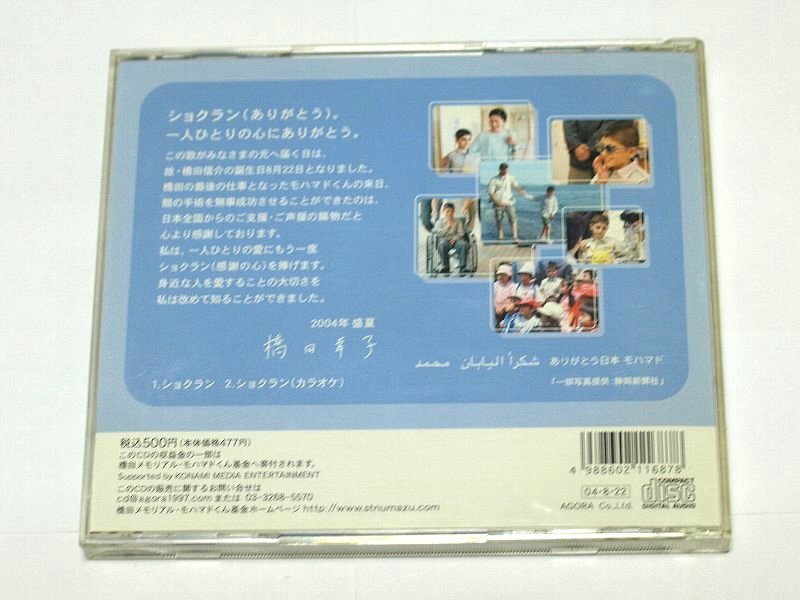 ショクラン（ありがとう）。
一人ひとりの心にありがとう。
この歌がみなさまの元へ届く日は、
故・橋田信介の誕生日8月22日となりました。
橋田の最後の仕事となったモハマドくんの来日、
眼の手術を無事成功させることができたのは、
日本全国からのご支援・ご声援の賜物だと
心より感謝しております。
私は、一人ひとりの愛にもう一度
ショクラン（感謝の心）を捧げます。
身近な人を愛することの大切さを
私は改めて知ることができました。
2004年 盛夏
橋田幸子
1.ショクラン 2.ショクラン（カラオケ）
شكراً اليابان محمد ありがとう日本 モハマド
「一部写真提供：静岡新聞社」
税込500円（本体価格477円）
このCDの収益金の一部は
橋田メモリアル・モハマドくん基金へ寄付されます。
Supported by KONAMI MEDIA ENTERTAINMENT
このCDの販売に関するお問い合せは
cd@agora1997.com または 03-3268-5570
橋田メモリアル・モハマドくん基金ホームページ http://www.stnumazu.com/
4 988602 116878
04-8-22
AGORA Co.,Ltd.
COMPACT
disc
DIGITAL AUDIO